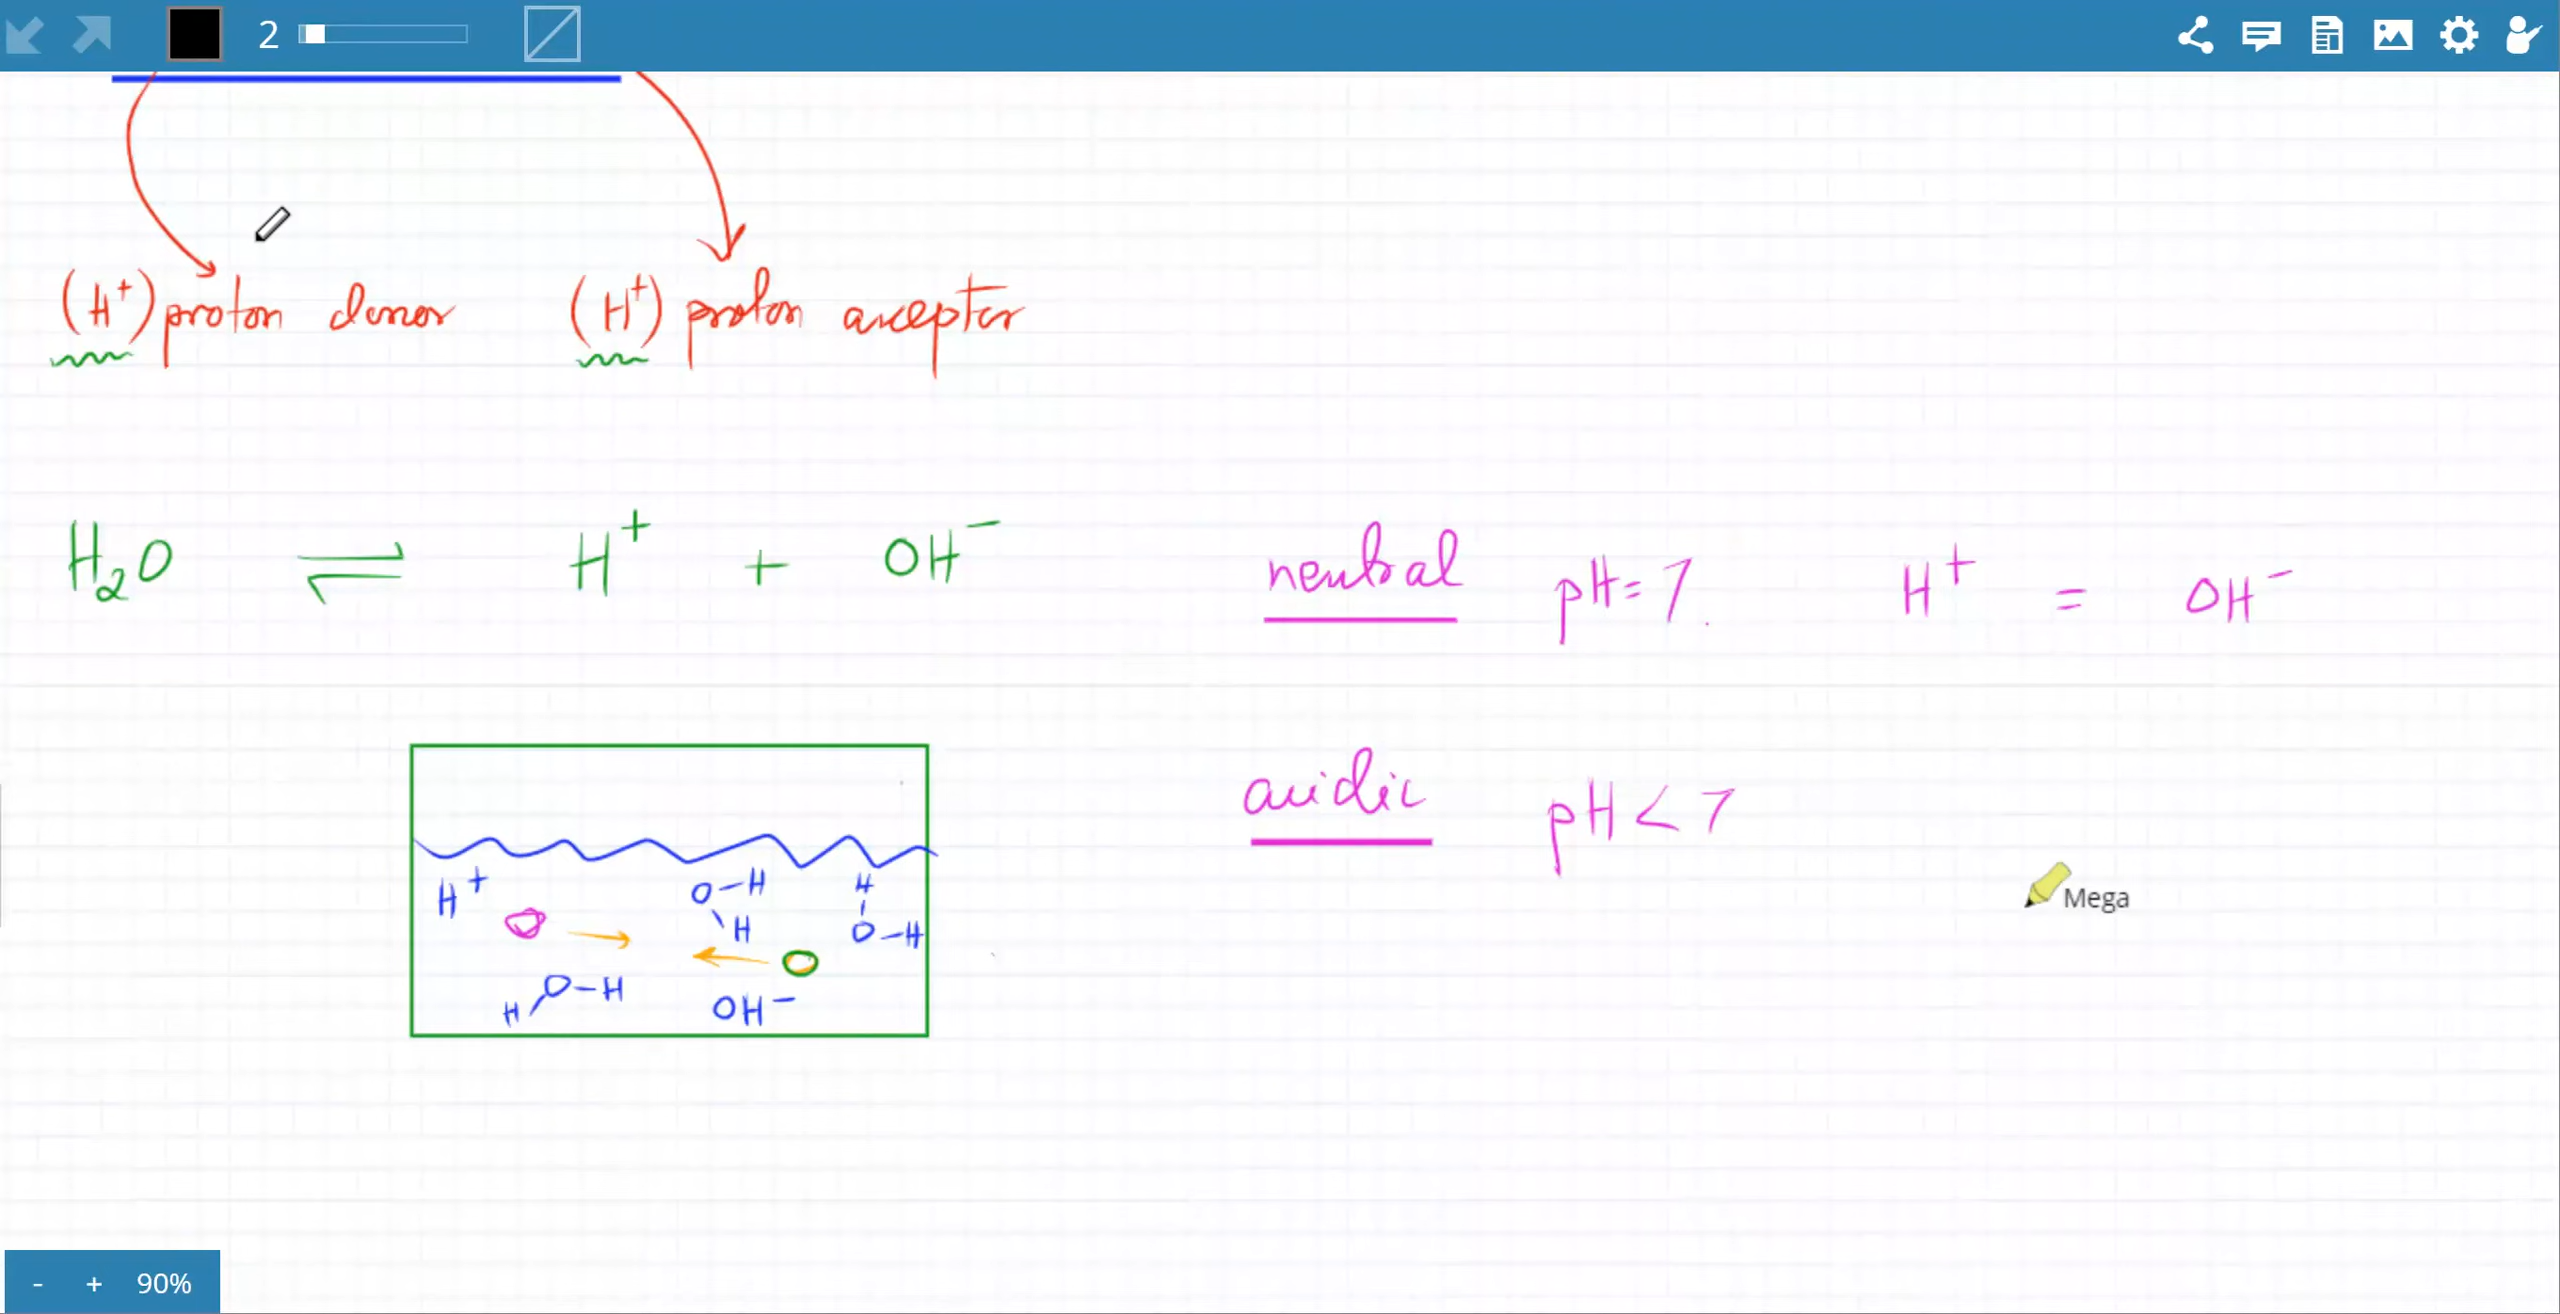 2
(H⁺) proton donor (H⁺) proton acceptor
H₂O ⇌ H⁺ + OH⁻
neutral pH = 7. H⁺ = OH⁻
acidic pH < 7
Mega
H⁺ O-H H
H O-H
H O-H OH⁻
- + 90%